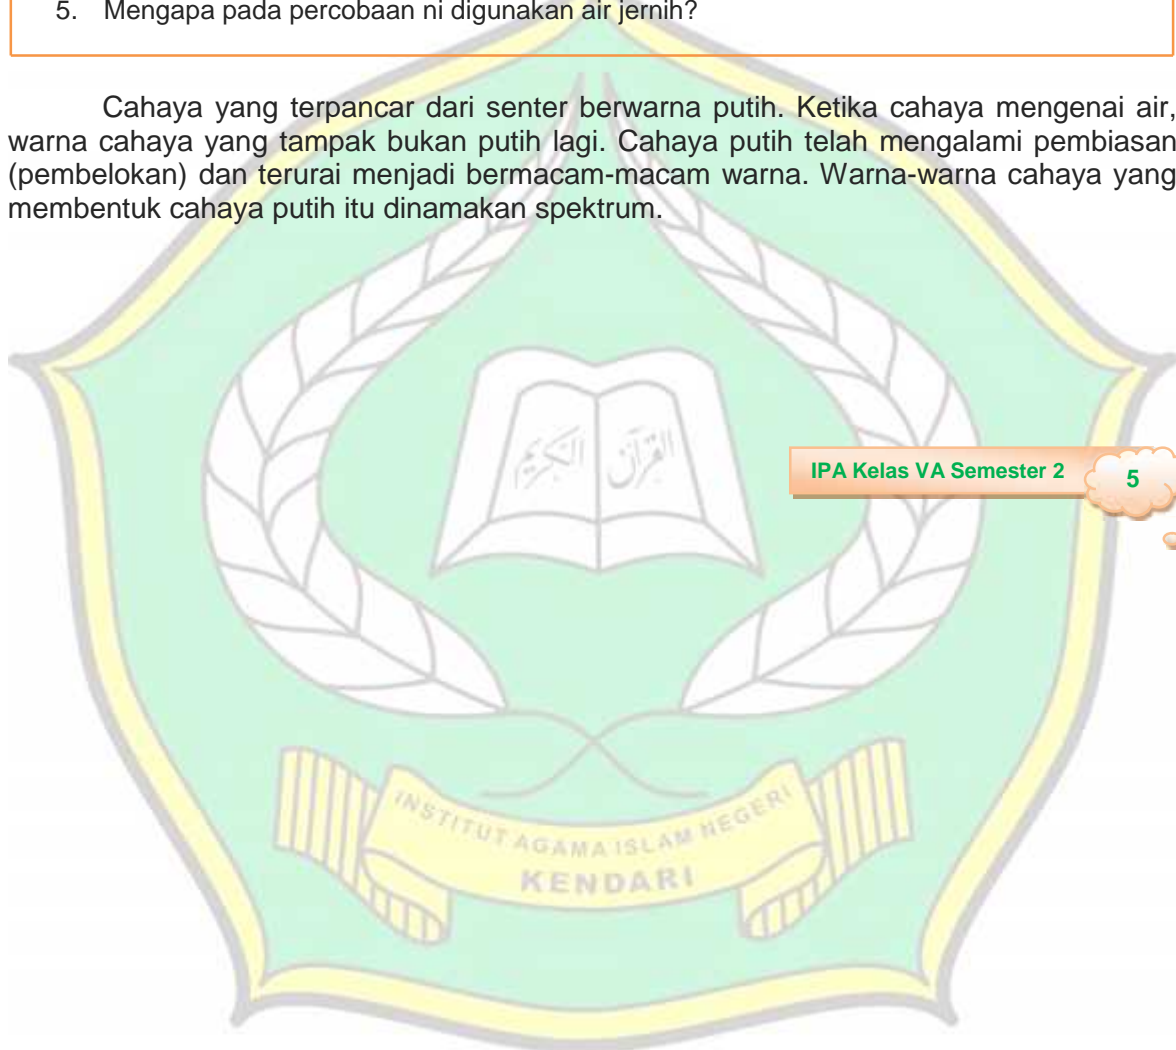 5. Mengapa pada percobaan ni digunakan air jernih?
Cahaya yang terpancar dari senter berwarna putih. Ketika cahaya mengenai air,
warna cahaya yang tampak bukan putih lagi. Cahaya putih telah mengalami pembiasan
(pembelokan) dan terurai menjadi bermacam-macam warna. Warna-warna cahaya yang
membentuk cahaya putih itu dinamakan spektrum.
القرآن الكريم
IPA Kelas VA Semester 2
5
INSTITUT AGAMA ISLAM NEGERI
KENDARI